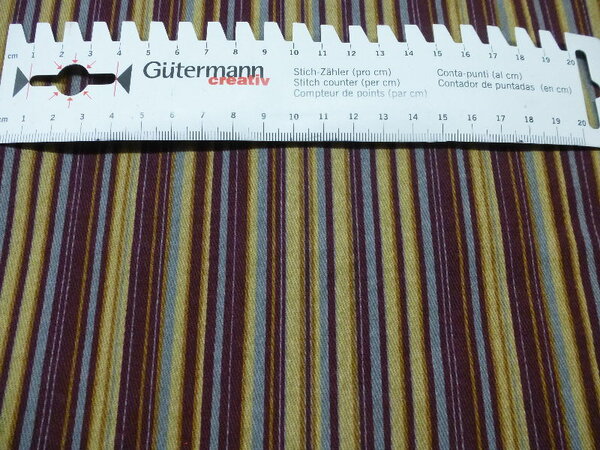 cm 1 2 3 4 5 6 7 8 9 10 11 12 13 14 15 16 17 18 19 20
Gütermann
creativ
Stich-Zähler (pro cm)
Stitch counter (per cm)
Compteur de points (par cm)
Conta-punti (al cm)
Contador de puntadas (en cm)
cm 1 2 3 4 5 6 7 8 9 10 11 12 13 14 15 16 17 18 19 20